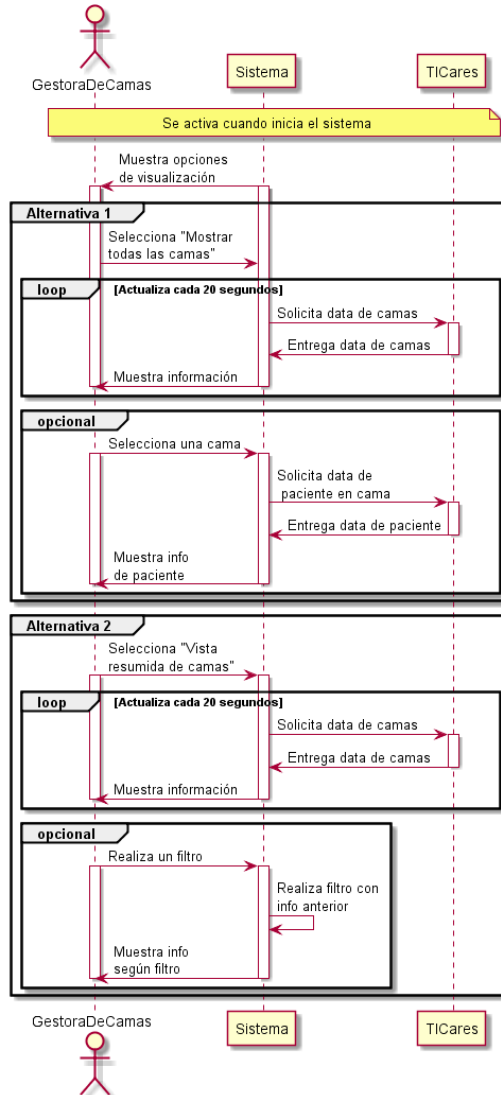 GestoraDeCamas
Sistema
TICares
Se activa cuando inicia el sistema
Muestra opciones
de visualización
Alternativa 1
Selecciona "Mostrar
todas las camas"
loop
[Actualiza cada 20 segundos]
Solicita data de camas
Entrega data de camas
Muestra información
opcional
Selecciona una cama
Solicita data de
paciente en cama
Entrega data de paciente
Muestra info
de paciente
Alternativa 2
Selecciona "Vista
resumida de camas"
loop
[Actualiza cada 20 segundos]
Solicita data de camas
Entrega data de camas
Muestra información
opcional
Realiza un filtro
Realiza filtro con
info anterior
Muestra info
según filtro
GestoraDeCamas
Sistema
TICares